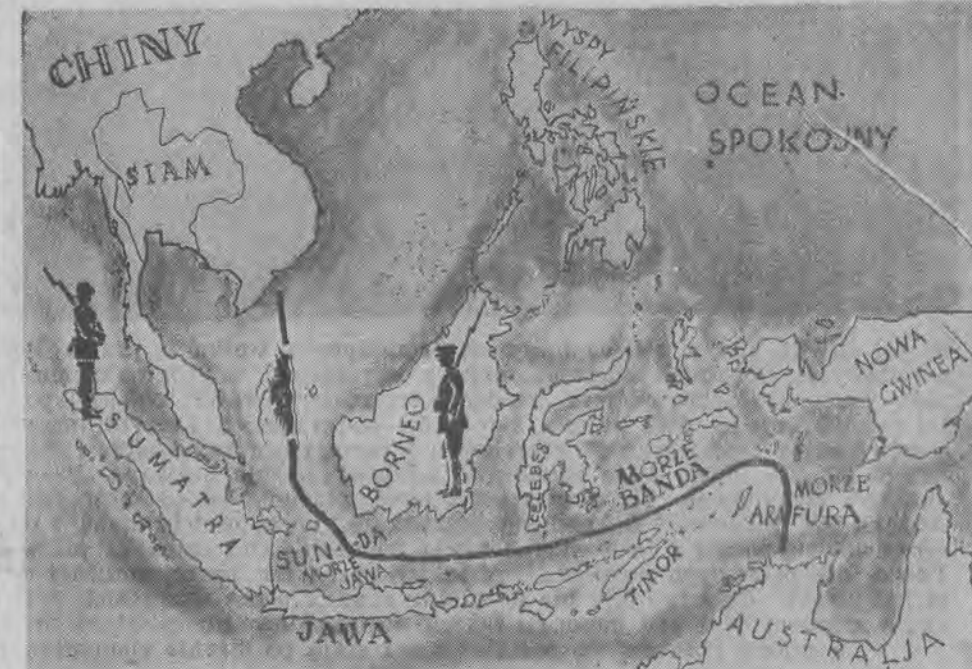 CHINY
SIAM
WYSPY
FILIPIŃSKIE
OCEAN
SPOKOJNY
SUMATRA
BORNEO
CELEBES
MORZE
BANDA
NOWA
GWINEA
MORZE
ARAFURA
SUNDA
MORZE
JAWA
JAWA
TIMOR
AUSTRALJA